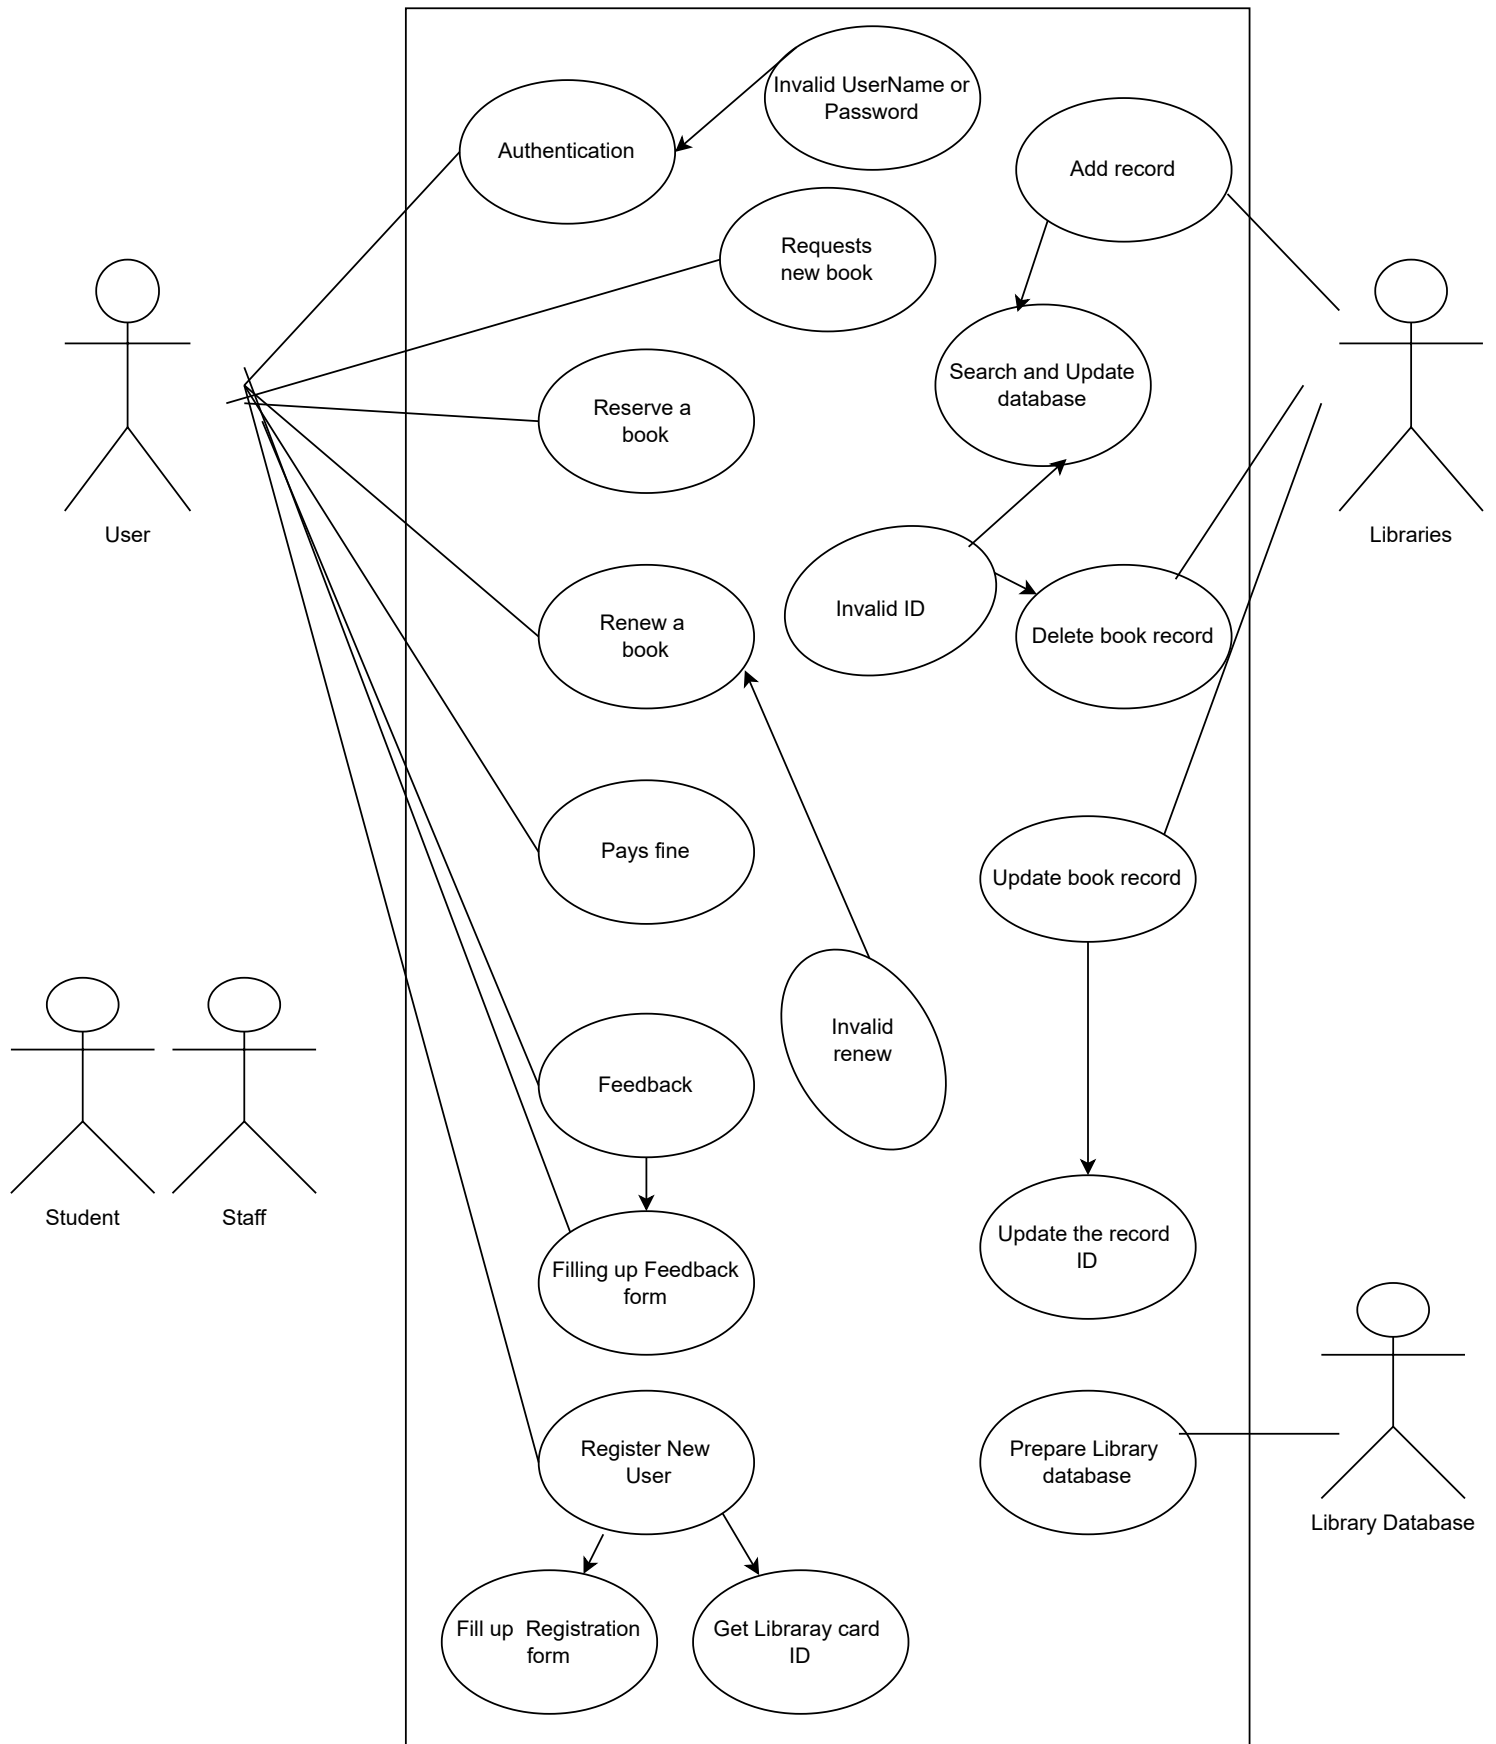 Invalid UserName or
Password
Authentication
Add record
Requests
new book
Search and Update
database
Reserve a
book
User
Libraries
Invalid ID
Renew a
book
Delete book record
Pays fine
Update book record
Invalid
renew
Feedback
Student
Staff
Update the record
ID
Filling up Feedback
form
Register New
User
Prepare Library
database
Library Database
Fill up  Registration
form
Get Libraray card
ID